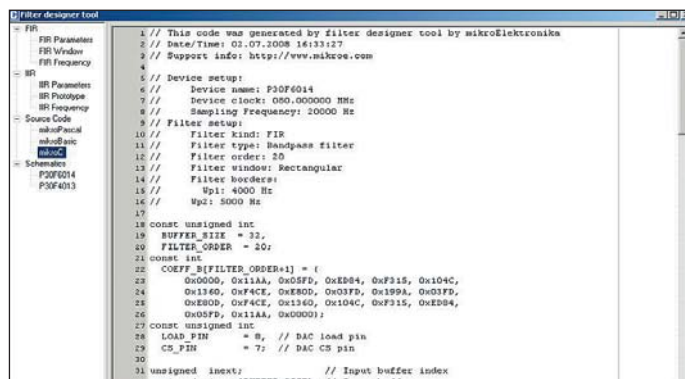 Filter designer tool
FIR
FIR Parameters
FIR Window
FIR Frequency
IIR
IIR Parameters
IIR Prototype
IIR Frequency
Source Code
mikroPascal
mikroBasic
mikroC
Schematics
P30F6014
P30F4013
1 // This code was generated by filter designer tool by mikroElektronika
2 // Date/Time: 02.07.2008 16:33:27
3 // Support info: http://www.mikroe.com
4
5 // Device setup:
6 // Device name: P30F6014
7 // Device clock: 080.000000 MHz
8 // Sampling Frequency: 20000 Hz
9 // Filter setup:
10 // Filter kind: FIR
11 // Filter type: Bandpass filter
12 // Filter order: 20
13 // Filter window: Rectangular
14 // Filter borders:
15 // Wp1: 4000 Hz
16 // Wp2: 5000 Hz
17
18 const unsigned int
19 BUFFER_SIZE = 32,
20 FILTER_ORDER = 20;
21 const int
22 COEFF_B[FILTER_ORDER+1] = {
23 0x0000, 0x11AA, 0x05FD, 0xED84, 0xF315, 0x104C,
24 0x1360, 0xF4CE, 0xE80D, 0x03FD, 0x199A, 0x03FD,
25 0xE80D, 0xF4CE, 0x1360, 0x104C, 0xF315, 0xED84,
26 0x05FD, 0x11AA, 0x0000};
27 const unsigned int
28 LOAD_PIN = 8, // DAC load pin
29 CS_PIN = 7; // DAC CS pin
30
31 unsigned inext; // Input buffer index